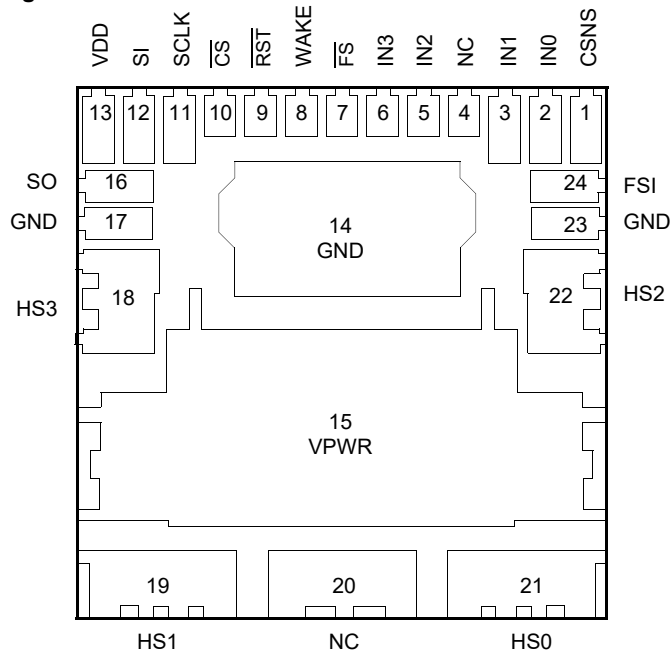 VDD SI SCLK CS RST WAKE FS IN3 IN2 NC IN1 IN0 CSNS
13 12 11 10 9 8 7 6 5 4 3 2 1
SO 16 24 FSI
GND 17 14 23 GND
GND
HS3 18 22 HS2
15
VPWR
19 20 21
HS1 NC HS0